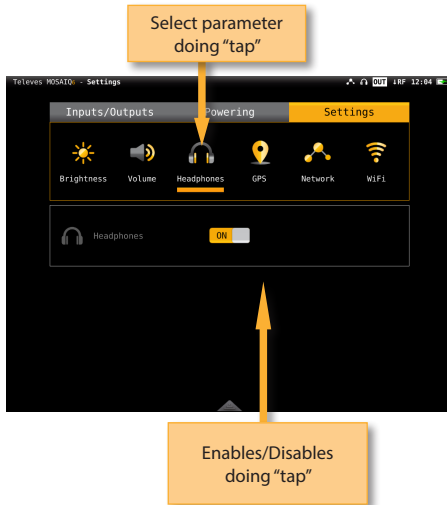 Select parameter
doing “tap”
Televes MOSAIQ6 - Settings OUT ↓RF 12:04
Inputs/Outputs Powering Settings
Brightness Volume Headphones GPS Network WiFi
Headphones ON
Enables/Disables
doing “tap”